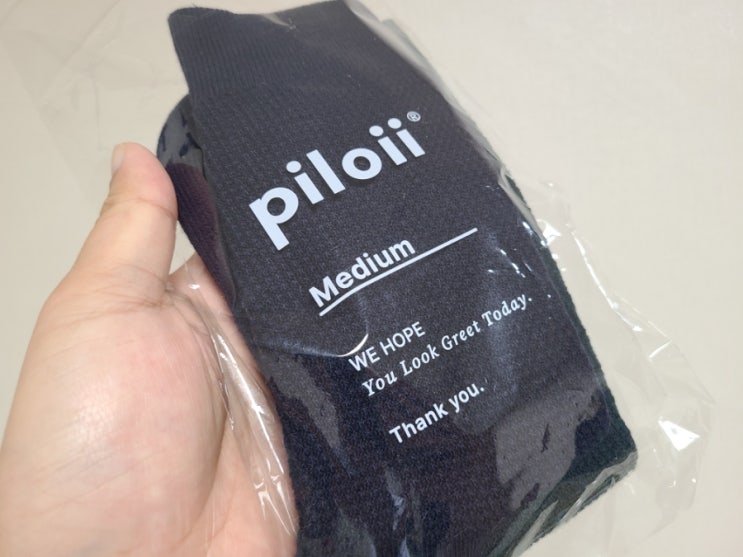 piloii®
Medium
WE HOPE
You Look Greet Today.
Thank you.